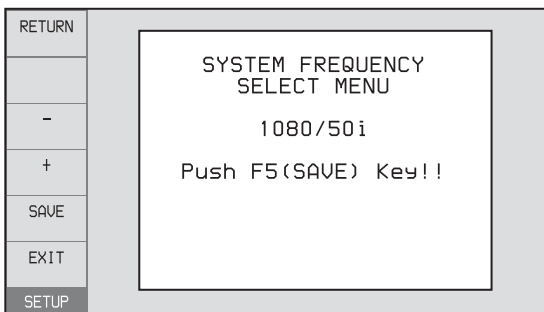 RETURN
-
+
SAVE
EXIT
SETUP
SYSTEM FREQUENCY
SELECT MENU
1080/50i
Push F5(SAVE) Key!!